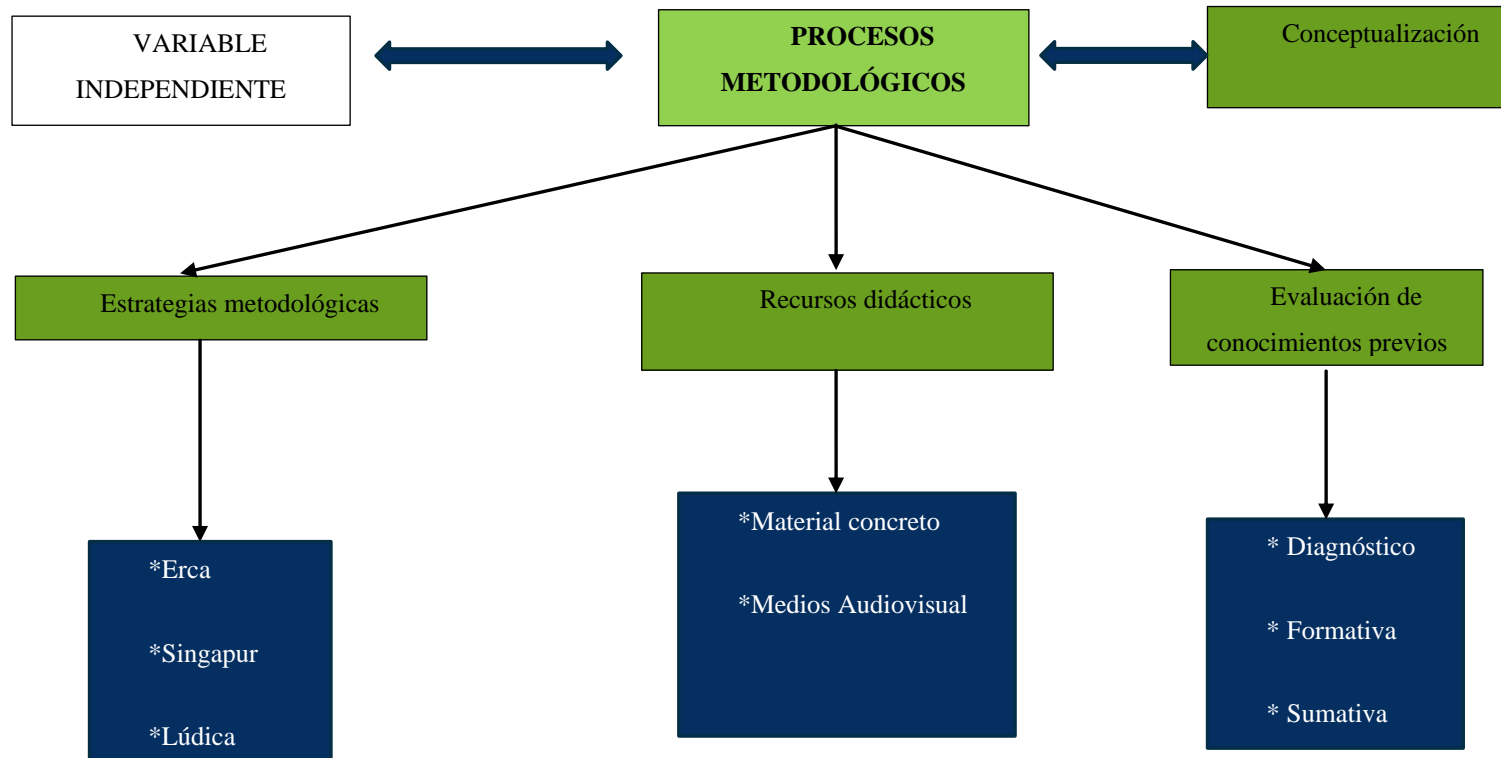 VARIABLE
INDEPENDIENTE
PROCESOS
METODOLÓGICOS
Conceptualización
Estrategias metodológicas
Recursos didácticos
Evaluación de
conocimientos previos
*Erca
*Singapur
*Lúdica
*Material concreto
*Medios Audiovisual
* Diagnóstico
* Formativa
* Sumativa